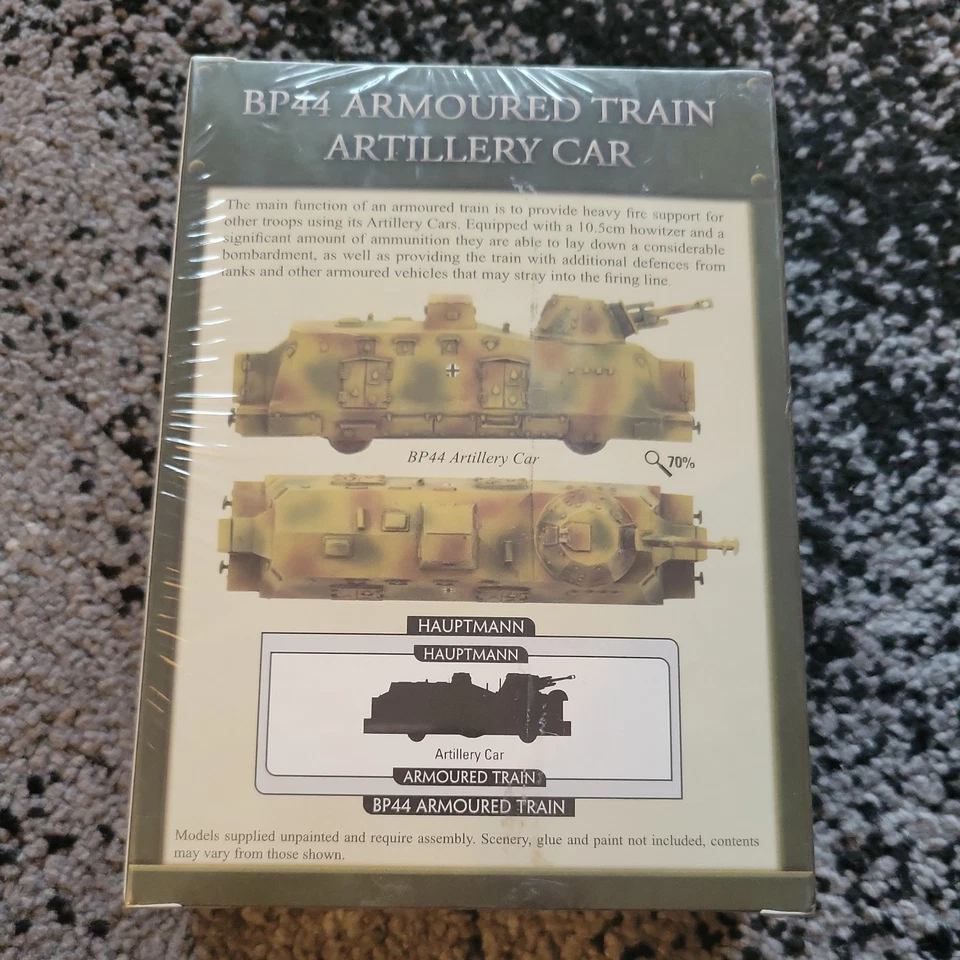 BP44 ARMOURED TRAIN
ARTILLERY CAR
The main function of an armoured train is to provide heavy fire support for
other troops using its Artillery Cars. Equipped with a 10.5cm howitzer and a
significant amount of ammunition they are able to lay down a considerable
bombardment, as well as providing the train with additional defences from
tanks and other armoured vehicles that may stray into the firing line.
BP44 Artillery Car
70%
HAUPTMANN
HAUPTMANN
Artillery Car
ARMOURED TRAIN
BP44 ARMOURED TRAIN
Models supplied unpainted and require assembly. Scenery, glue and paint not included, contents
may vary from those shown.